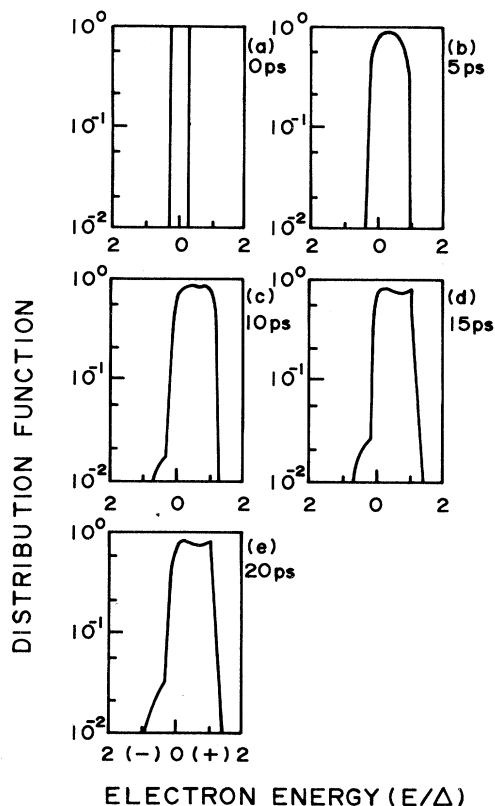 10⁰
10⁻¹
10⁻²
2 0 2
(a)
0ps
10⁰
10⁻¹
10⁻²
2 0 2
(b)
5ps
10⁰
10⁻¹
10⁻²
2 0 2
(c)
10ps
10⁰
10⁻¹
10⁻²
2 0 2
(d)
15ps
10⁰
10⁻¹
10⁻²
2 (-) 0 (+) 2
(e)
20ps
DISTRIBUTION FUNCTION
ELECTRON ENERGY (E/Δ)